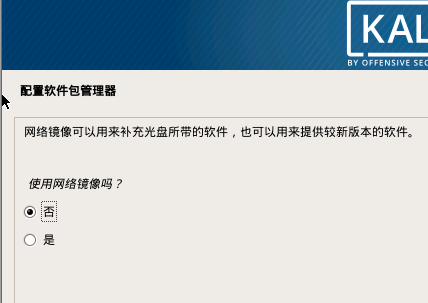 KAL
BY OFFENSIVE SEC
配置软件包管理器
网络镜像可以用来补充光盘所带的软件，也可以用来提供较新版本的软件。
使用网络镜像吗？
否
是